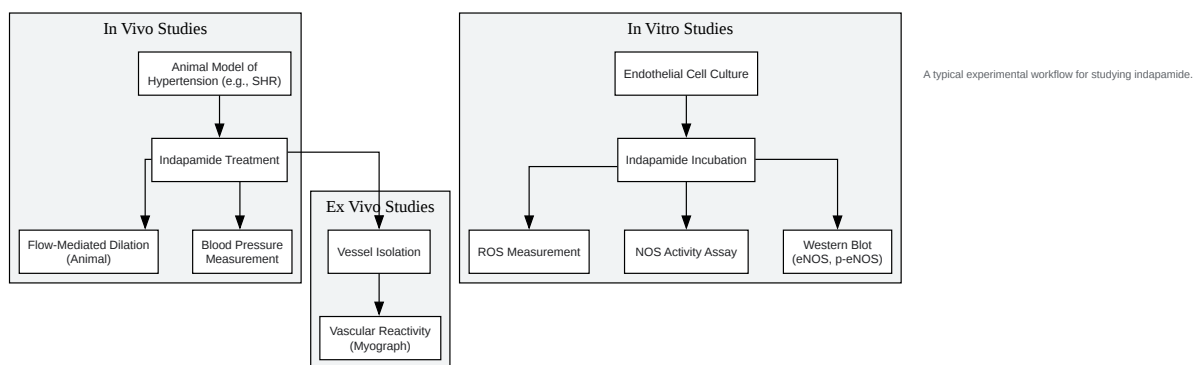 In Vivo Studies
Animal Model of
Hypertension (e.g., SHR)
Indapamide Treatment
Flow-Mediated Dilation
(Animal)
Blood Pressure
Measurement
Ex Vivo Studies
Vessel Isolation
Vascular Reactivity
(Myograph)
In Vitro Studies
Endothelial Cell Culture
Indapamide Incubation
ROS Measurement
NOS Activity Assay
Western Blot
(eNOS, p-eNOS)
A typical experimental workflow for studying indapamide.